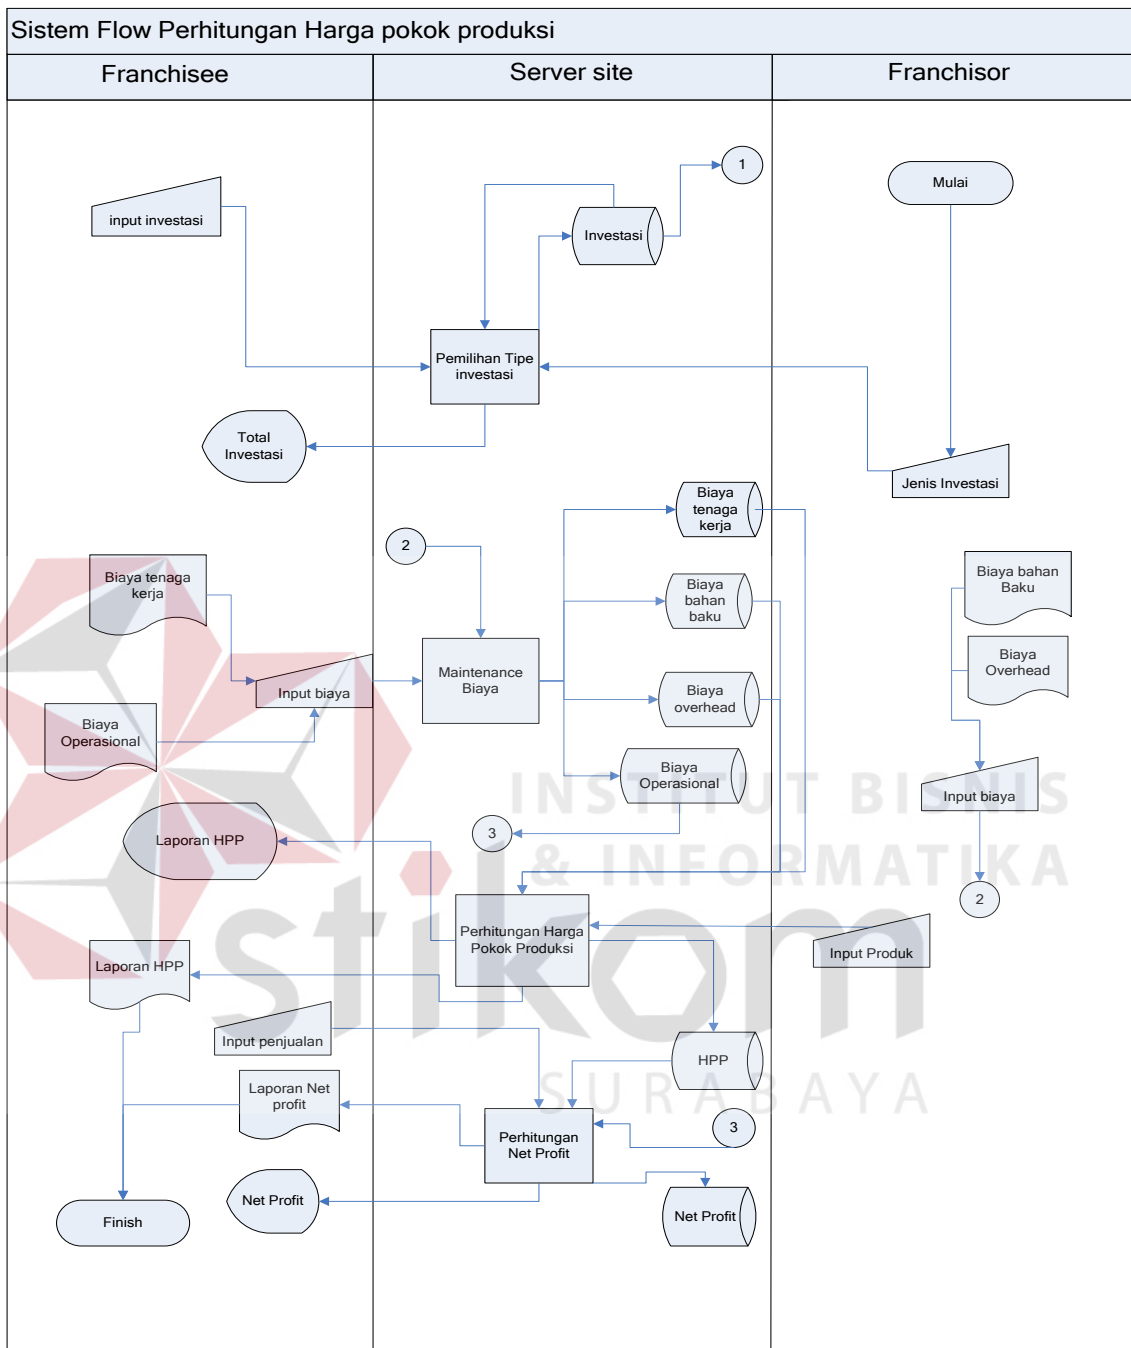 Sistem Flow Perhitungan Harga pokok produksi
Franchisee
Server site
Franchisor
1
Mulai
input investasi
Investasi
Pemilihan Tipe
investasi
Total
Investasi
Jenis Investasi
Biaya
tenaga
kerja
2
Biaya tenaga
kerja
Biaya
bahan
baku
Biaya bahan
Baku
Biaya
Overhead
Input biaya
Maintenance
Biaya
Biaya
overhead
Biaya
Operasional
Biaya
Operasional
Input biaya
INSTITUT BISNIS
& INFORMATIKA
stikom
SURABAYA
3
Laporan HPP
2
Perhitungan Harga
Pokok Produksi
Input Produk
Laporan HPP
Input penjualan
HPP
Laporan Net
profit
3
Perhitungan
Net Profit
Net Profit
Net Profit
Finish